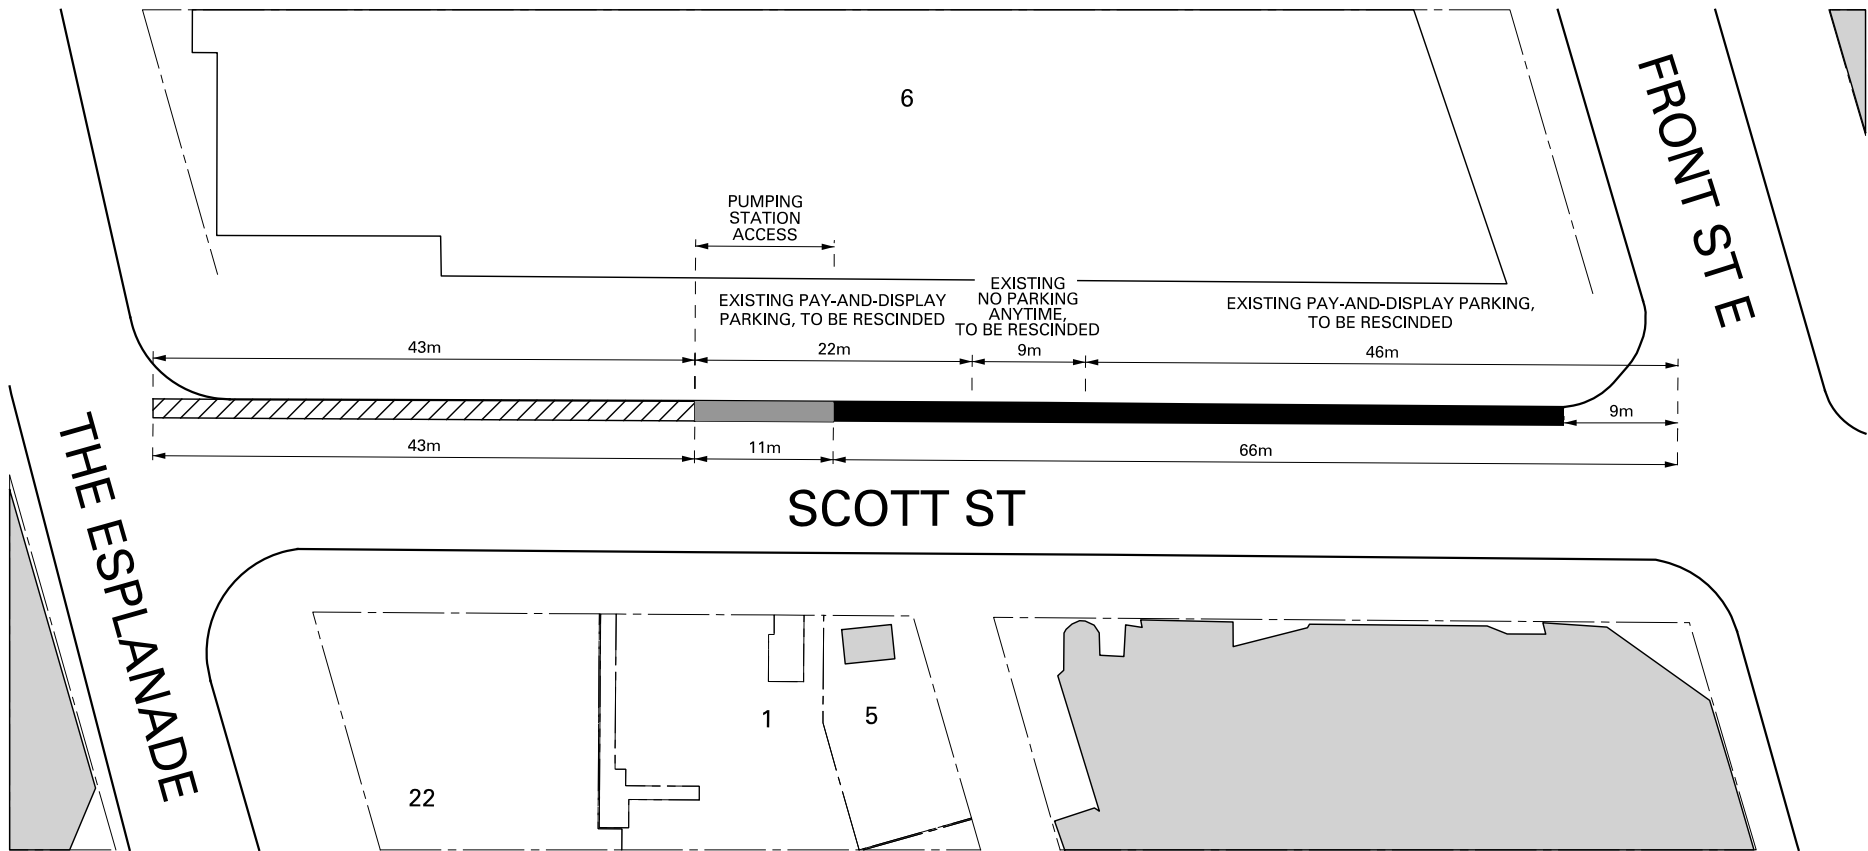 6
FRONT ST E
PUMPING
STATION
ACCESS
EXISTING PAY-AND-DISPLAY
PARKING, TO BE RESCINDED
EXISTING
NO PARKING
ANYTIME,
TO BE RESCINDED
EXISTING PAY-AND-DISPLAY PARKING,
TO BE RESCINDED
43m
22m
9m
46m
9m
43m
11m
66m
THE ESPLANADE
SCOTT ST
22
1
5